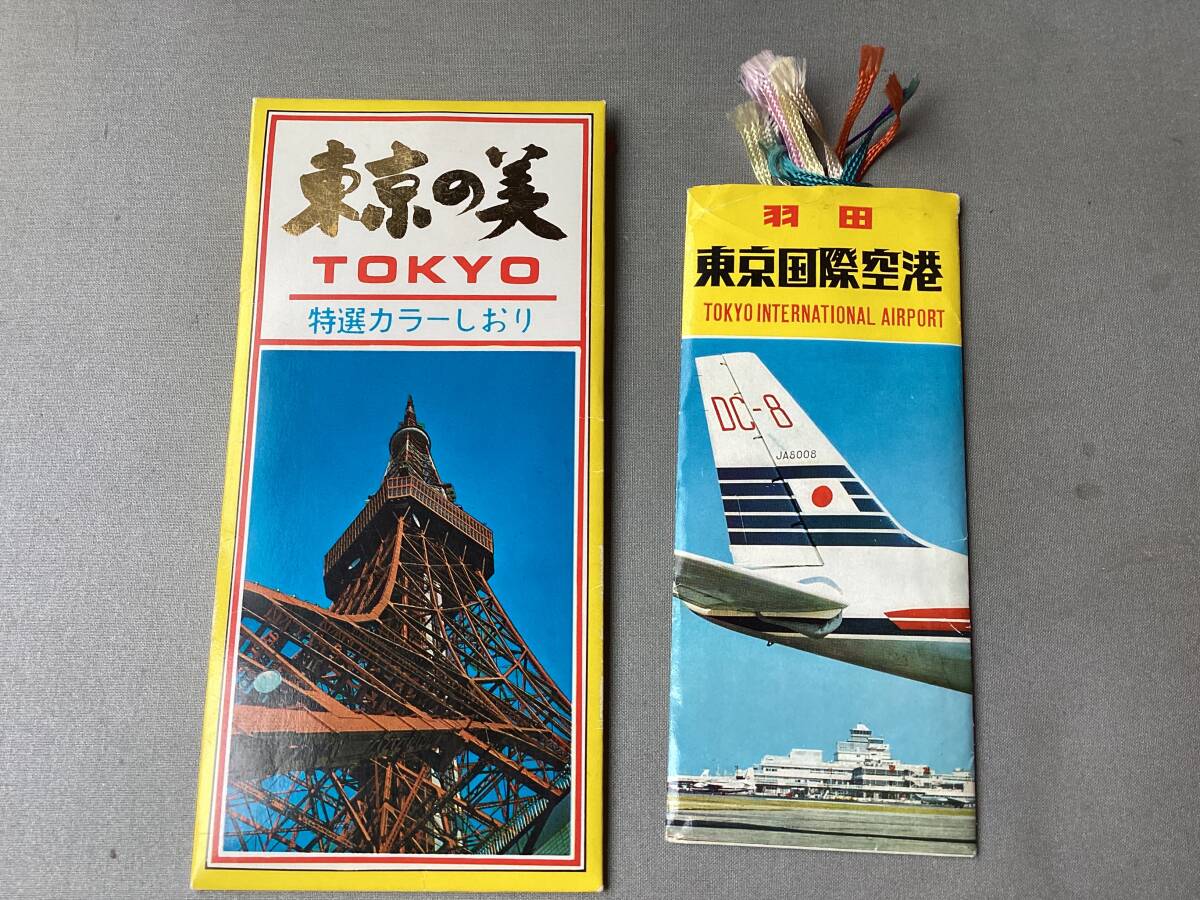 東京の美
TOKYO
特選カラーしおり
羽田
東京国際空港
TOKYO INTERNATIONAL AIRPORT
DC-8
JA8008